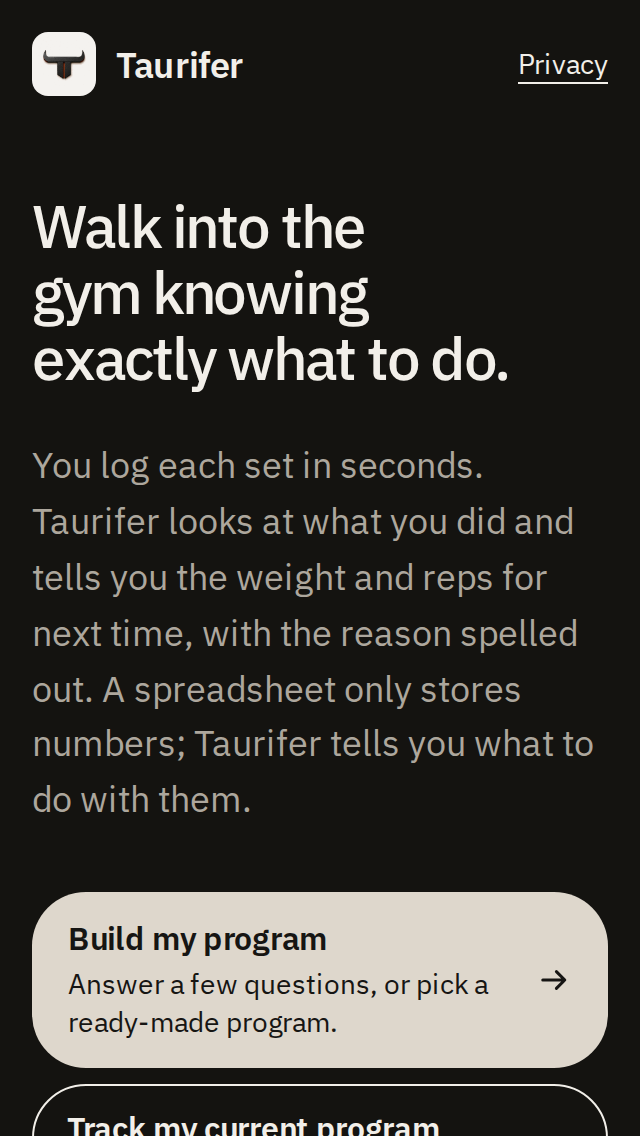 Taurifer
Privacy
Walk into the
gym knowing
exactly what to do.
You log each set in seconds.
Taurifer looks at what you did and
tells you the weight and reps for
next time, with the reason spelled
out. A spreadsheet only stores
numbers; Taurifer tells you what to
do with them.
Build my program
Answer a few questions, or pick a
ready-made program.
Track my current program